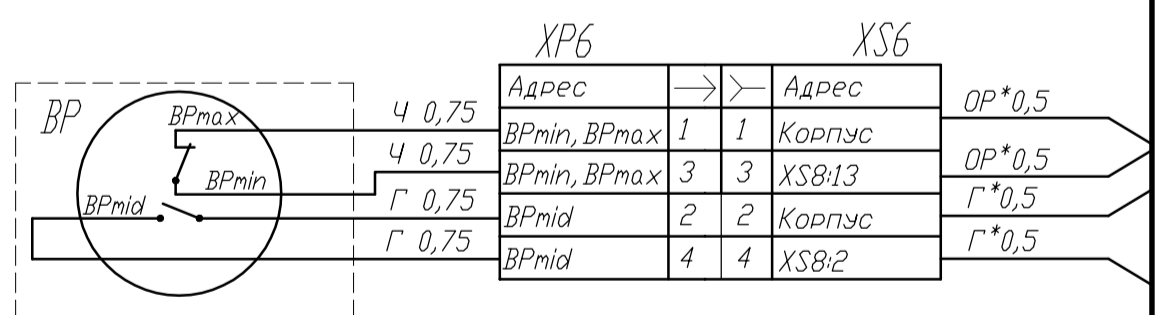 XP6 XS6
Адрес Адрес
BP
BPmax Ч 0,75 BPmin, BPmax 1 1 Корпус ОР*0,5
BPmin Ч 0,75 BPmin, BPmax 3 3 XS8:13 ОР*0,5
BPmid Г 0,75 BPmid 2 2 Корпус Г*0,5
Г 0,75 BPmid 4 4 XS8:2 Г*0,5